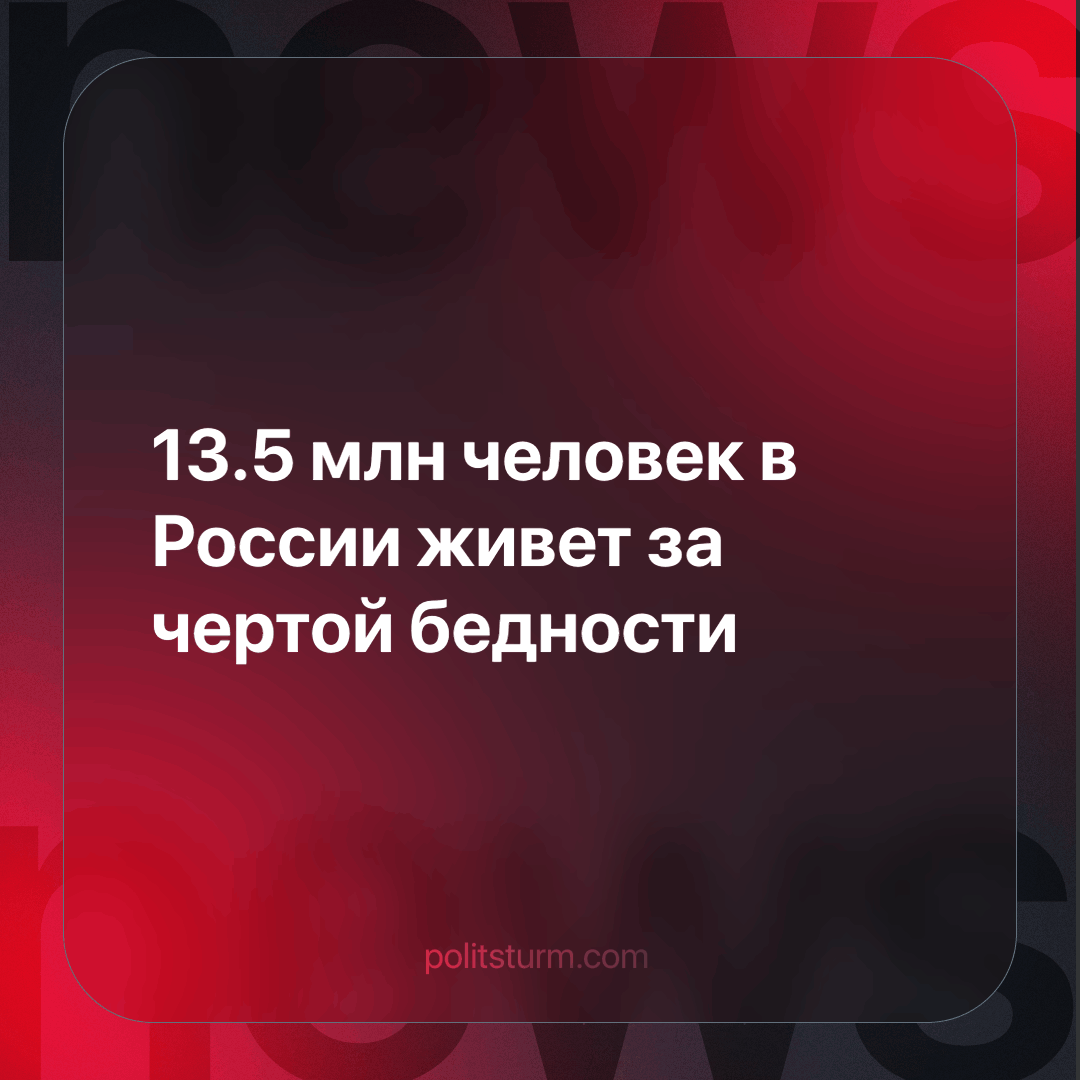 news
13.5 млн человек в
России живет за
чертой бедности
news
politsturm.com